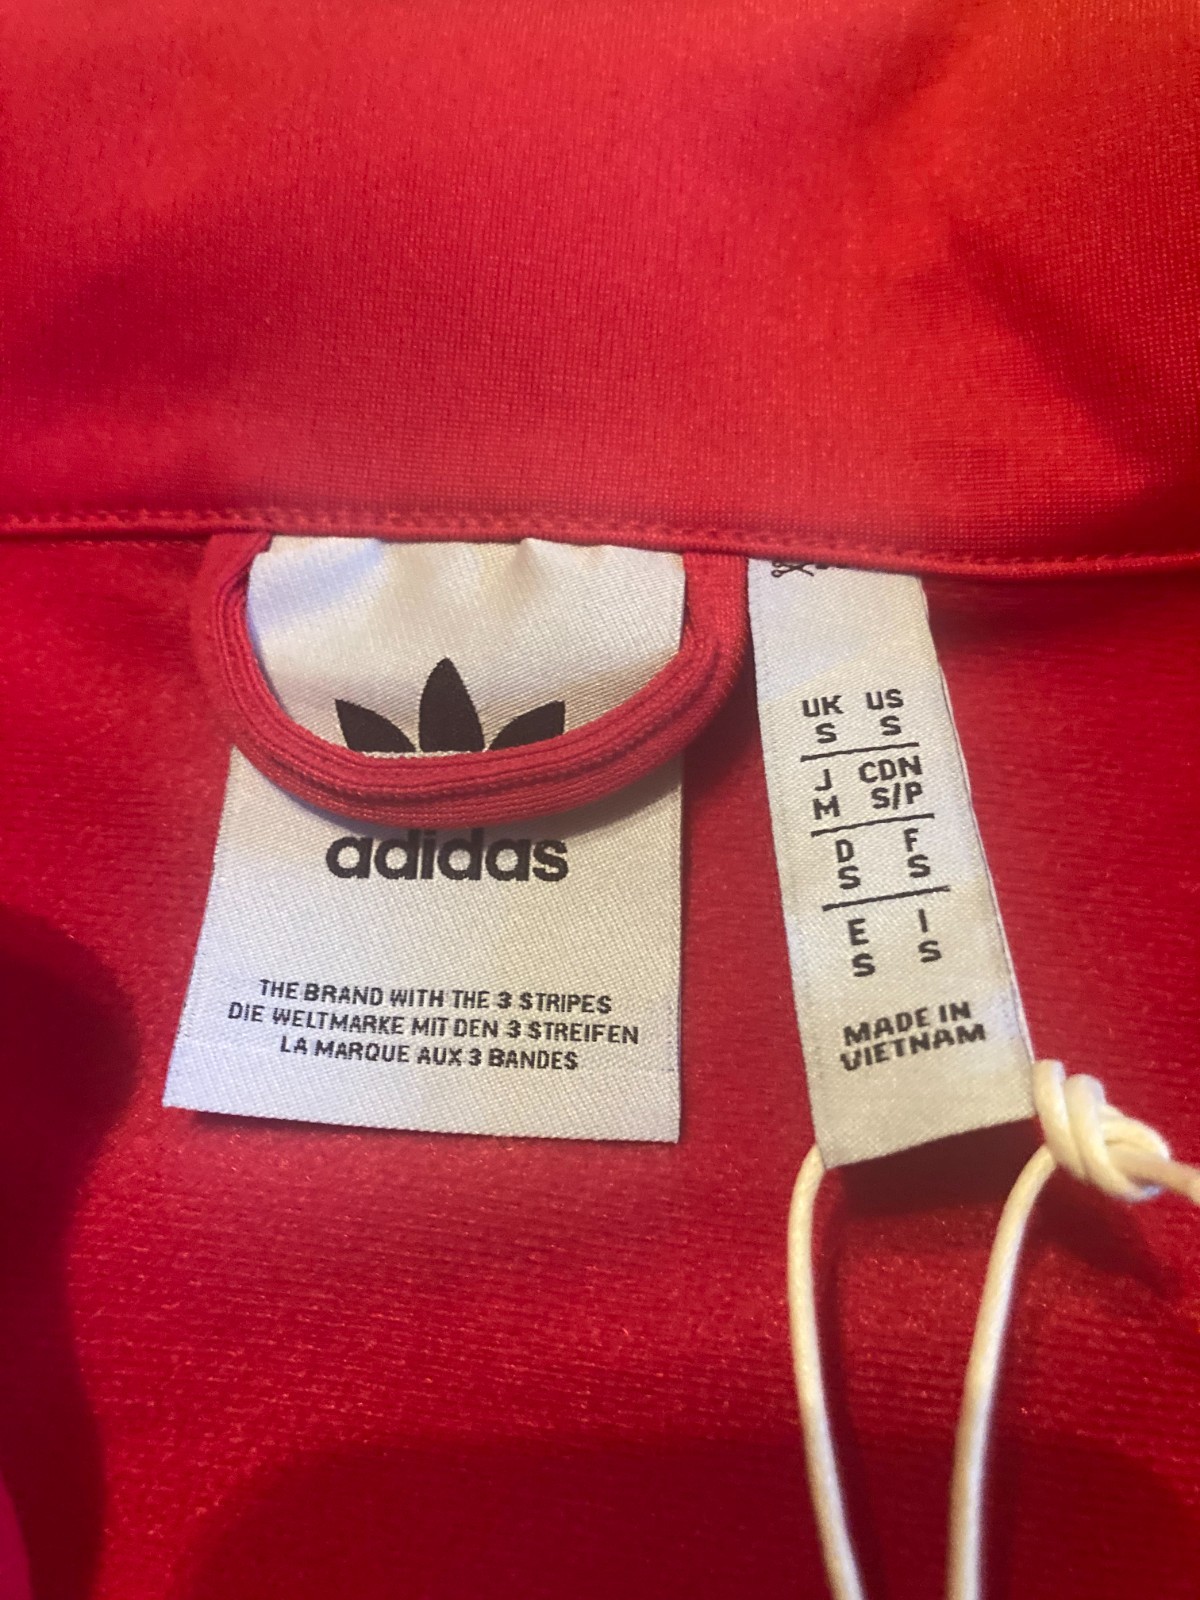 adidas
THE BRAND WITH THE 3 STRIPES
DIE WELTMARKE MIT DEN 3 STREIFEN
LA MARQUE AUX 3 BANDES
UK US
S S
J CDN
M S/P
D F
S S
E I
S S
MADE IN
VIETNAM